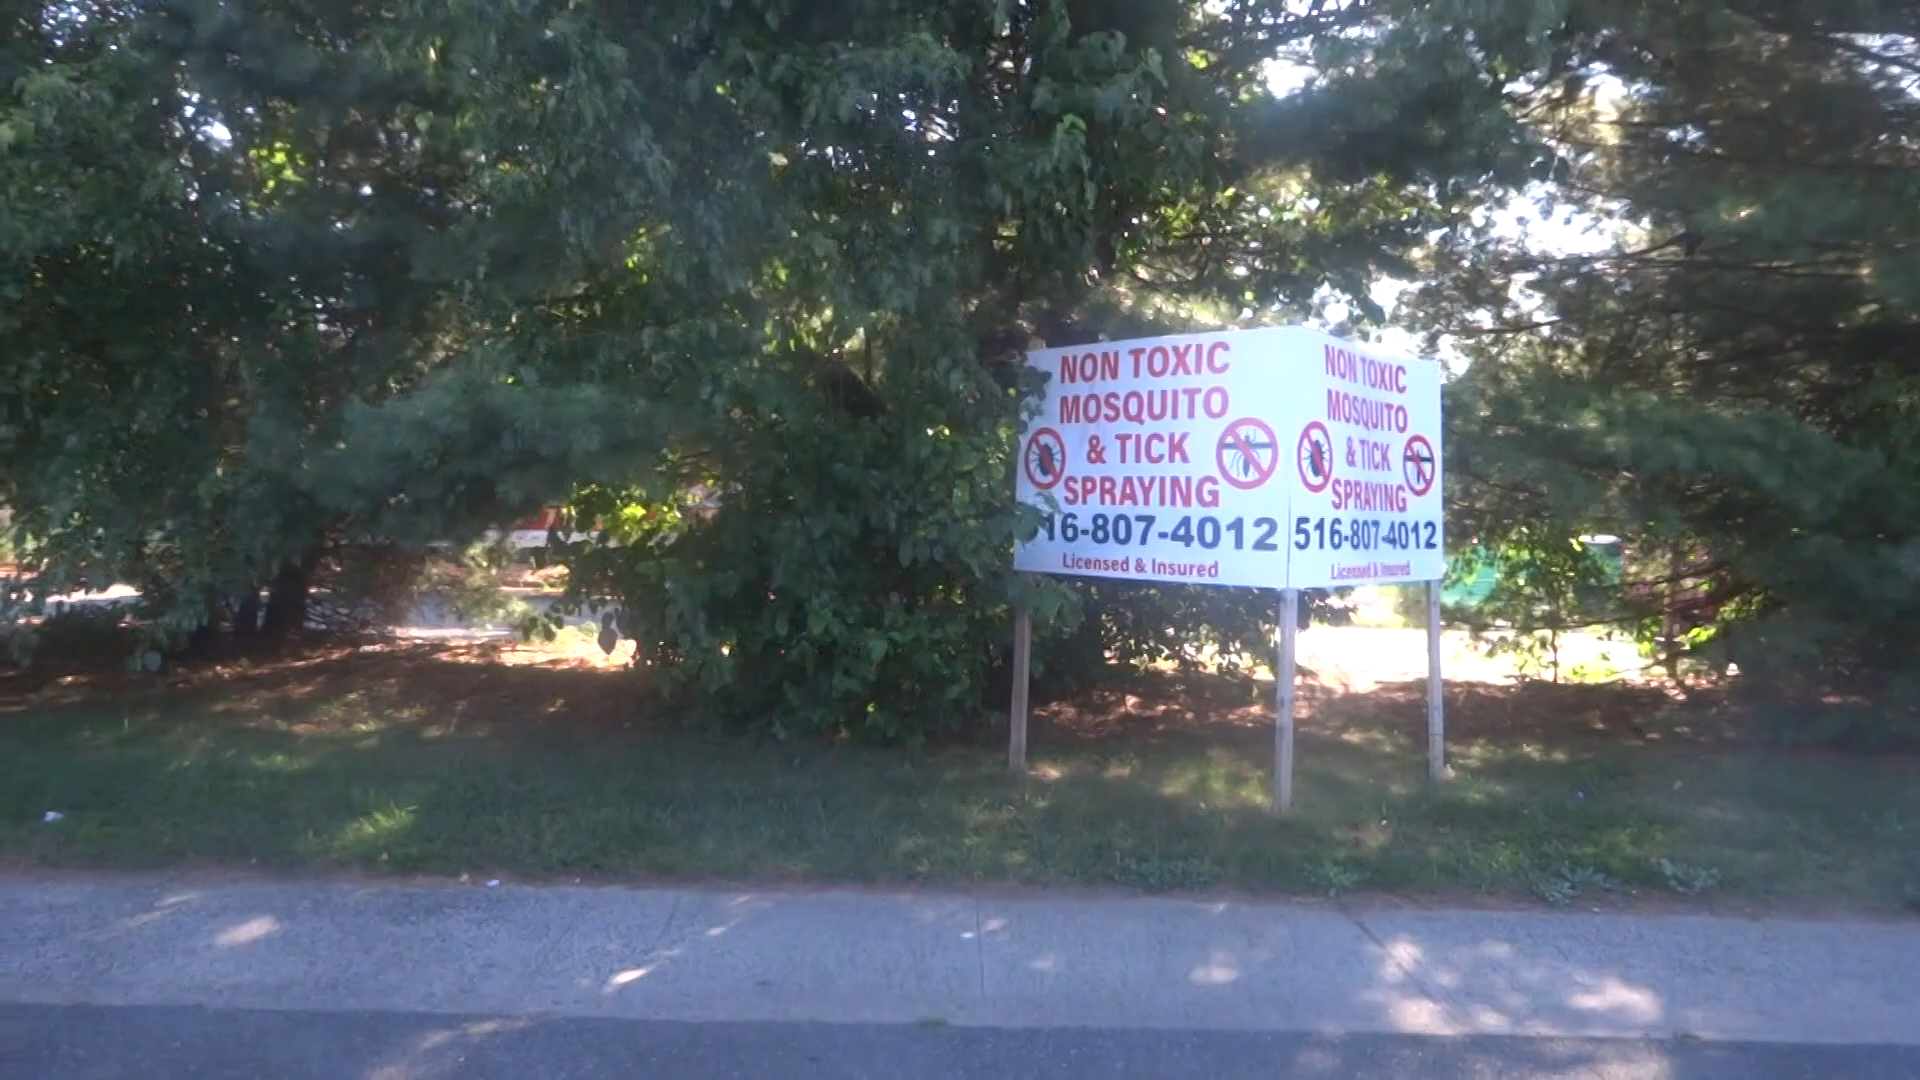 NON TOXIC
MOSQUITO
& TICK
SPRAYING
16-807-4012
Licensed & Insured
NON TOXIC
MOSQUITO
& TICK
SPRAYING
516-807-4012
Licensed & Insured